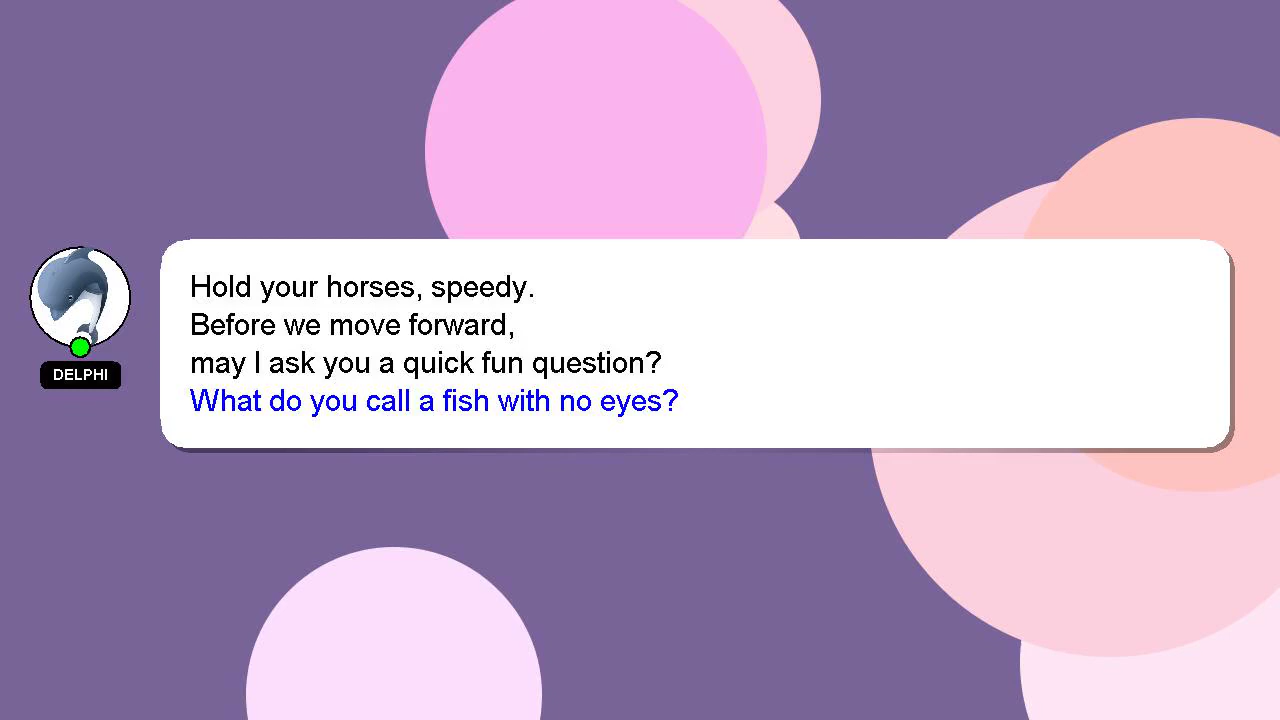 Hold your horses, speedy.
Before we move forward,
may I ask you a quick fun question?
What do you call a fish with no eyes?
DELPHI